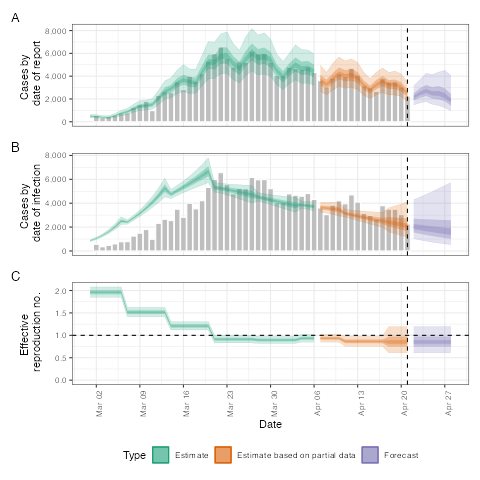 A
Cases by
date of report
8,000
6,000
4,000
2,000
0
B
Cases by
date of infection
8,000
6,000
4,000
2,000
0
C
Effective
reproduction no.
2.0
1.5
1.0
0.5
0.0
Mar 02
Mar 09
Mar 16
Mar 23
Mar 30
Apr 06
Apr 13
Apr 20
Apr 27
Date
Type
Estimate
Estimate based on partial data
Forecast